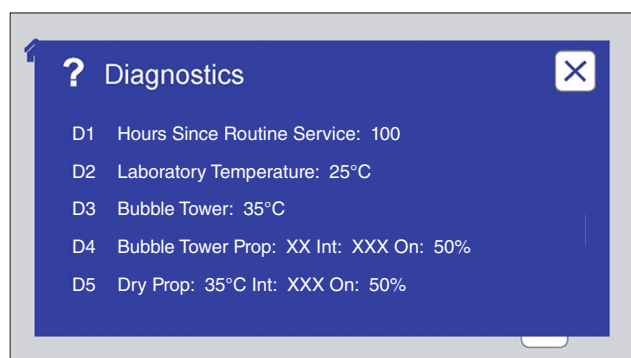 ? Diagnostics
D1 Hours Since Routine Service: 100
D2 Laboratory Temperature: 25°C
D3 Bubble Tower: 35°C
D4 Bubble Tower Prop: XX Int: XXX On: 50%
D5 Dry Prop: 35°C Int: XXX On: 50%